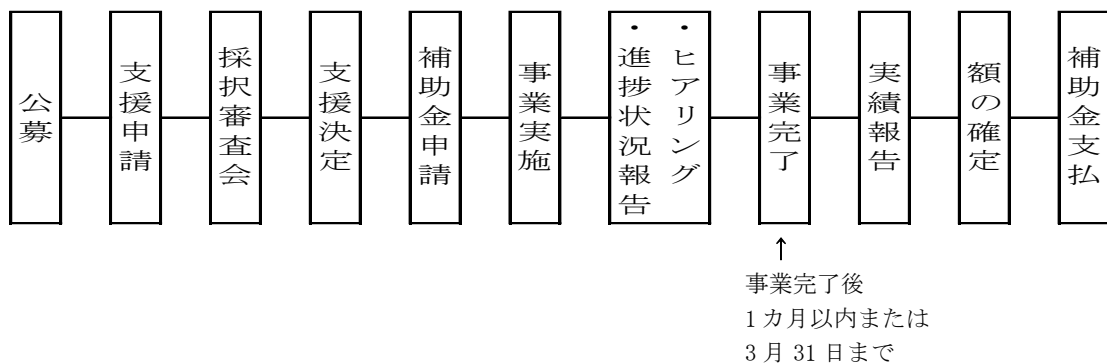 公募
支援申請
採択審査会
支援決定
補助金申請
事業実施
・ヒアリング
・進捗状況報告
事業完了
実績報告
額の確定
補助金支払
↑
事業完了後
1カ月以内または
3月31日まで